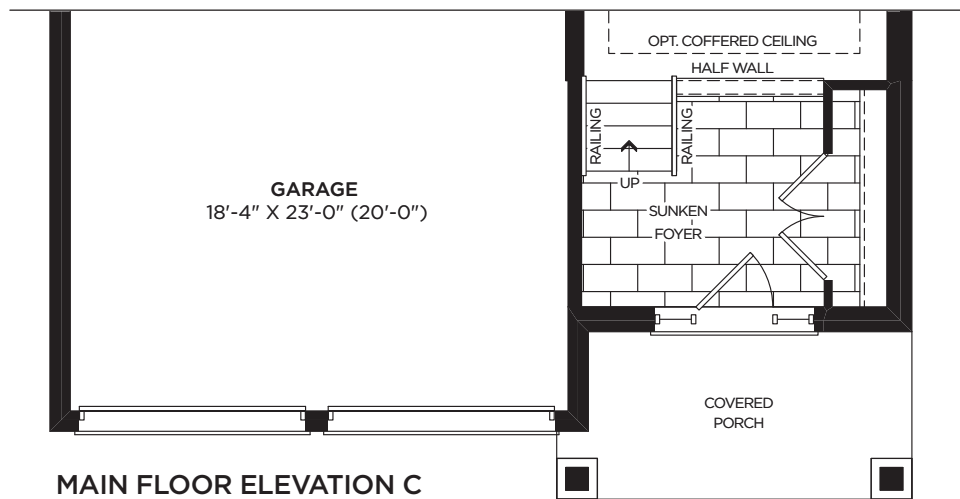 OPT. COFFERED CEILING
HALF WALL
RAILING
RAILING
UP
GARAGE
18'-4" X 23'-0" (20'-0")
SUNKEN
FOYER
COVERED
PORCH
MAIN FLOOR ELEVATION C